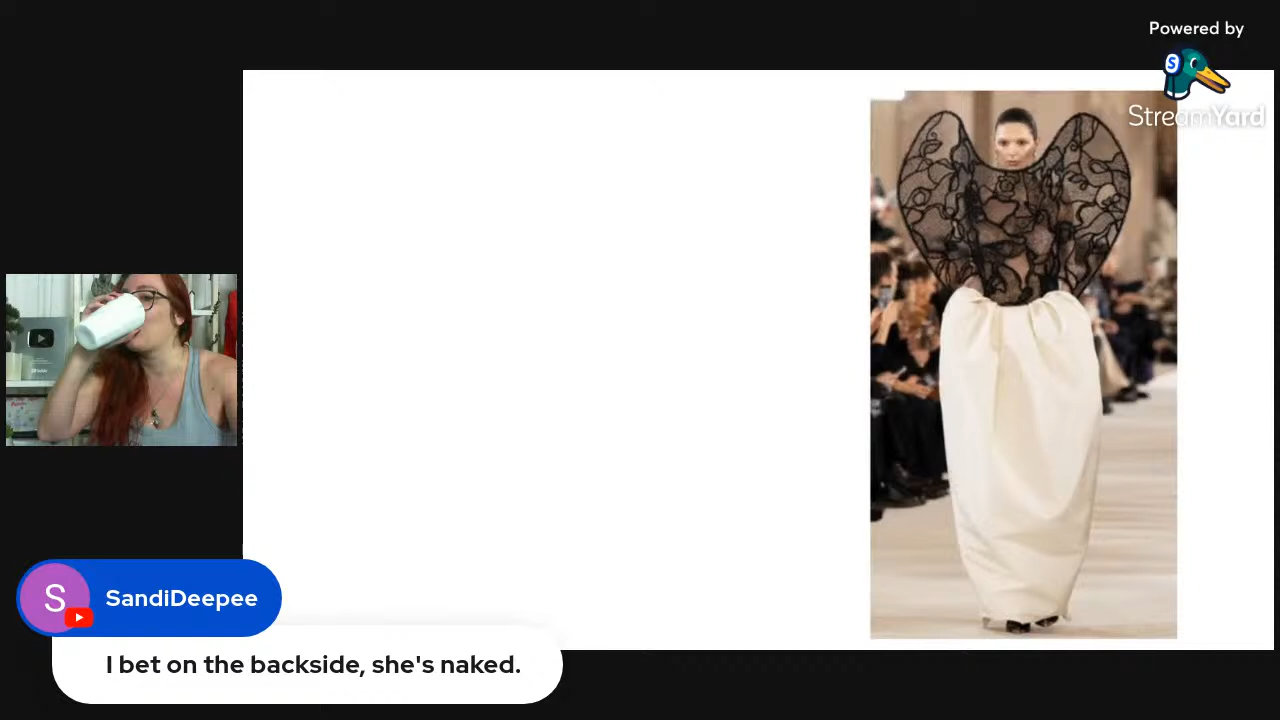 Powered by
StreamYard
S
SandiDeepee
I bet on the backside, she's naked.